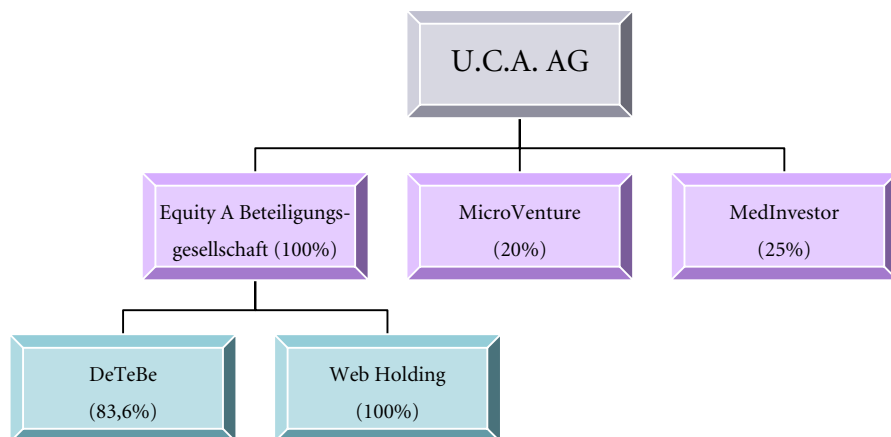 U.C.A. AG
Equity A Beteiligungs-
gesellschaft (100%)
MicroVenture
(20%)
MedInvestor
(25%)
DeTeBe
(83,6%)
Web Holding
(100%)